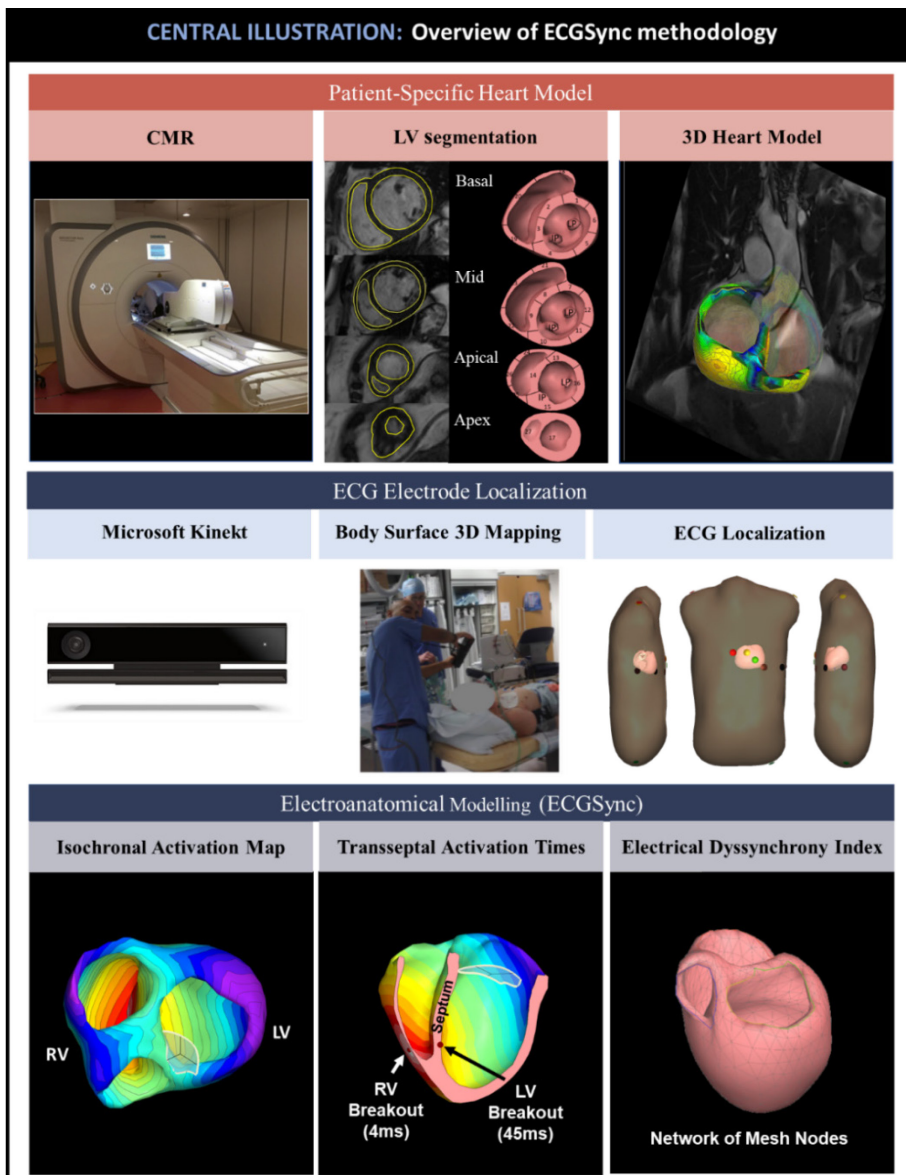 CENTRAL ILLUSTRATION: Overview of ECGSync methodology
Patient-Specific Heart Model
CMR
LV segmentation
3D Heart Model
Basal
Mid
Apical
Apex
ECG Electrode Localization
Microsoft Kinekt
Body Surface 3D Mapping
ECG Localization
Electroanatomical Modelling (ECGSync)
Isochronal Activation Map
Transseptal Activation Times
Electrical Dyssynchrony Index
RV
LV
Septum
RV
Breakout
(4ms)
LV
Breakout
(45ms)
Network of Mesh Nodes